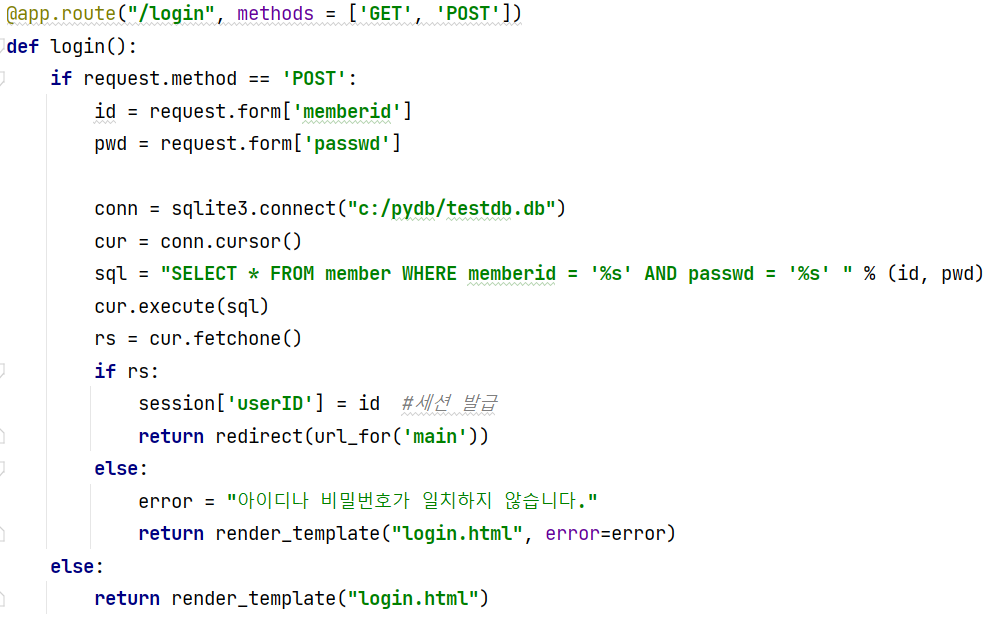 @app.route("/login", methods = ['GET', 'POST'])
def login():
    if request.method == 'POST':
        id = request.form['memberid']
        pwd = request.form['passwd']

        conn = sqlite3.connect("c:/pydb/testdb.db")
        cur = conn.cursor()
        sql = "SELECT * FROM member WHERE memberid = '%s' AND passwd = '%s' " % (id, pwd)
        cur.execute(sql)
        rs = cur.fetchone()
        if rs:
            session['userID'] = id  #세션 발급
            return redirect(url_for('main'))
        else:
            error = "아이디나 비밀번호가 일치하지 않습니다."
            return render_template("login.html", error=error)
    else:
        return render_template("login.html")